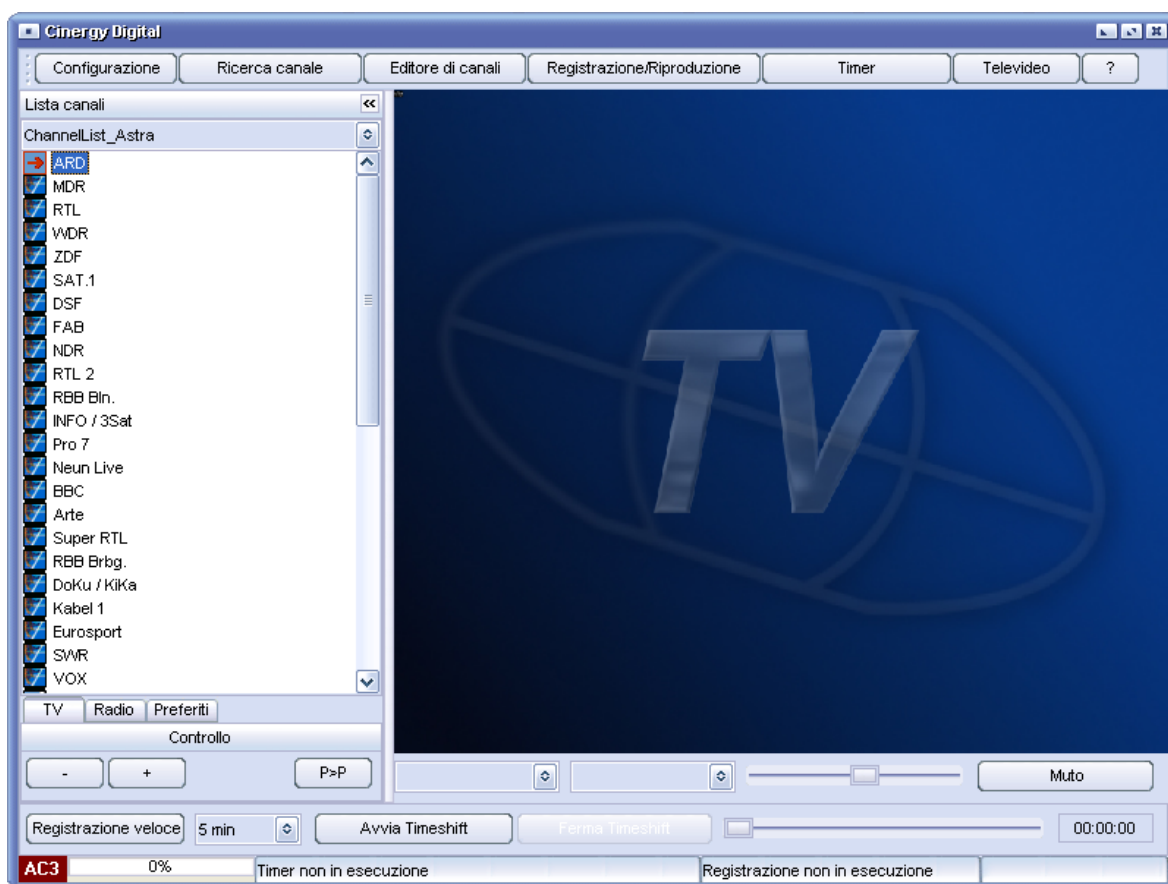 Cinergy Digital
Configurazione Ricerca canale Editore di canali Registrazione/Riproduzione Timer Televideo ?
Lista canali
ChannelList_Astra
ARD
MDR
RTL
WDR
ZDF
SAT.1
DSF
FAB
NDR
RTL 2
RBB Bln.
INFO / 3Sat
Pro 7
Neun Live
BBC
Arte
Super RTL
RBB Brbg.
DoKu / KiKa
Kabel 1
Eurosport
SWR
VOX
TV
TV Radio Preferiti
Controllo
- + P>P Muto
Registrazione veloce 5 min Avvia Timeshift Ferma Timeshift 00:00:00
AC3 0% Timer non in esecuzione Registrazione non in esecuzione